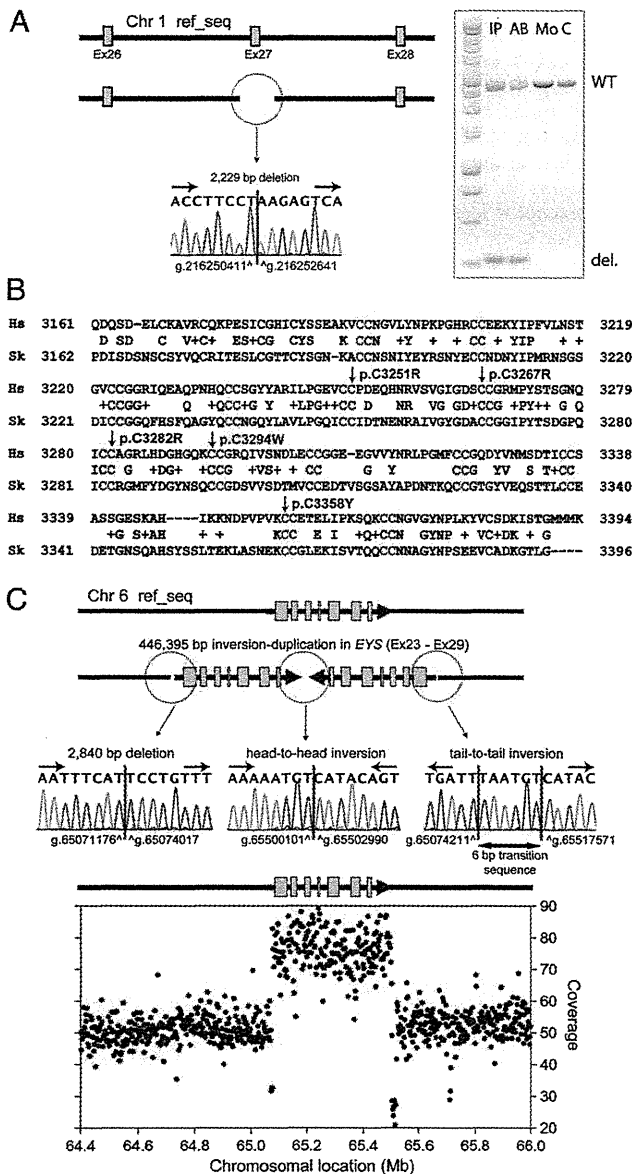 A
Chr 1 ref_seq
Ex26 Ex27 Ex28
2,229 bp deletion
ACCTTCCTAAGAGTCA
g.216250411^ ^g.216252641
IP AB Mo C
WT
del.
B
Hs 3161 QDQSD-ELCKAVRCQKPESICGHICYSSEAKVCCNGVLYNPKPGHRCCEEKYIPFVLNST 3219
D SD C V+C+ ES+CG CYS K CCN + Y + CC+ YIP + +
Sk 3162 PDISDSNSCSYVQCRITESLCGTTCYSGN-KACCNSNIYEYRSNYECCNDNYIPMRNSGS 3220
↓p.C3251R ↓p.C3267R
Hs 3220 GVCCGGRIQEAQPNHQCCSGYYARILPGEVCCPDEQHNRVSVGIGDSCCGRMPYSTSGNQ 3279
+CCGG+ Q +QCC+G Y +LPG++CC D NR VG GD+CCG+PY++ G Q
Sk 3221 DICCGGQFHSFQAGYQCCNGQYLAVLPGQICCIDTNENRAIVGYGDACCGGIPYTSDGPQ 3280
↓p.C3282R ↓p.C3294W
Hs 3280 ICCAGRLHDGHGQKCCGRQIVSNDLECCGGE-EGVVYNRLPGMFCCGQDYVNMSDTICCS 3338
ICC G +DG+ +CCG +VS+ + CC G Y CCG YV S T+CC
Sk 3281 ICCRGMFYDGYNSQCCGDSVVSDTMVCCEDTVSGSAYAPDNTKQCCGTGYVEQSTTLCCE 3340
↓p.C3358Y
Hs 3339 ASSGESKAH----IKKNDPVPVKCCETELIPKSQKCCNGVGYNPLKYVCSDKISTGMMMK 3394
+G S+AH + + KCC E I +Q+CCN GYNP + VC+DK + G
Sk 3341 DETGNSQAHSYSSLTEKLASNEKCCGLEKISVTQQCCNNAGYNPSEEVCADKGTLG---- 3396
C
Chr 6 ref_seq
446,395 bp inversion-duplication in EYS (Ex23 - Ex29)
2,840 bp deletion head-to-head inversion tail-to-tail inversion
AATTTCATTCCTGTTT AAAAATGTCATACAGT TGATTTAATGTCATAC
g.65071176^ ^g.65074017 g.65500101^ ^g.65502990 g.65074211^ ^g.65517571
6 bp transition
sequence
90
80
70
60
50
40
30
20
Coverage
64.4 64.6 64.8 65.0 65.2 65.4 65.6 65.8 66.0
Chromosomal location (Mb)